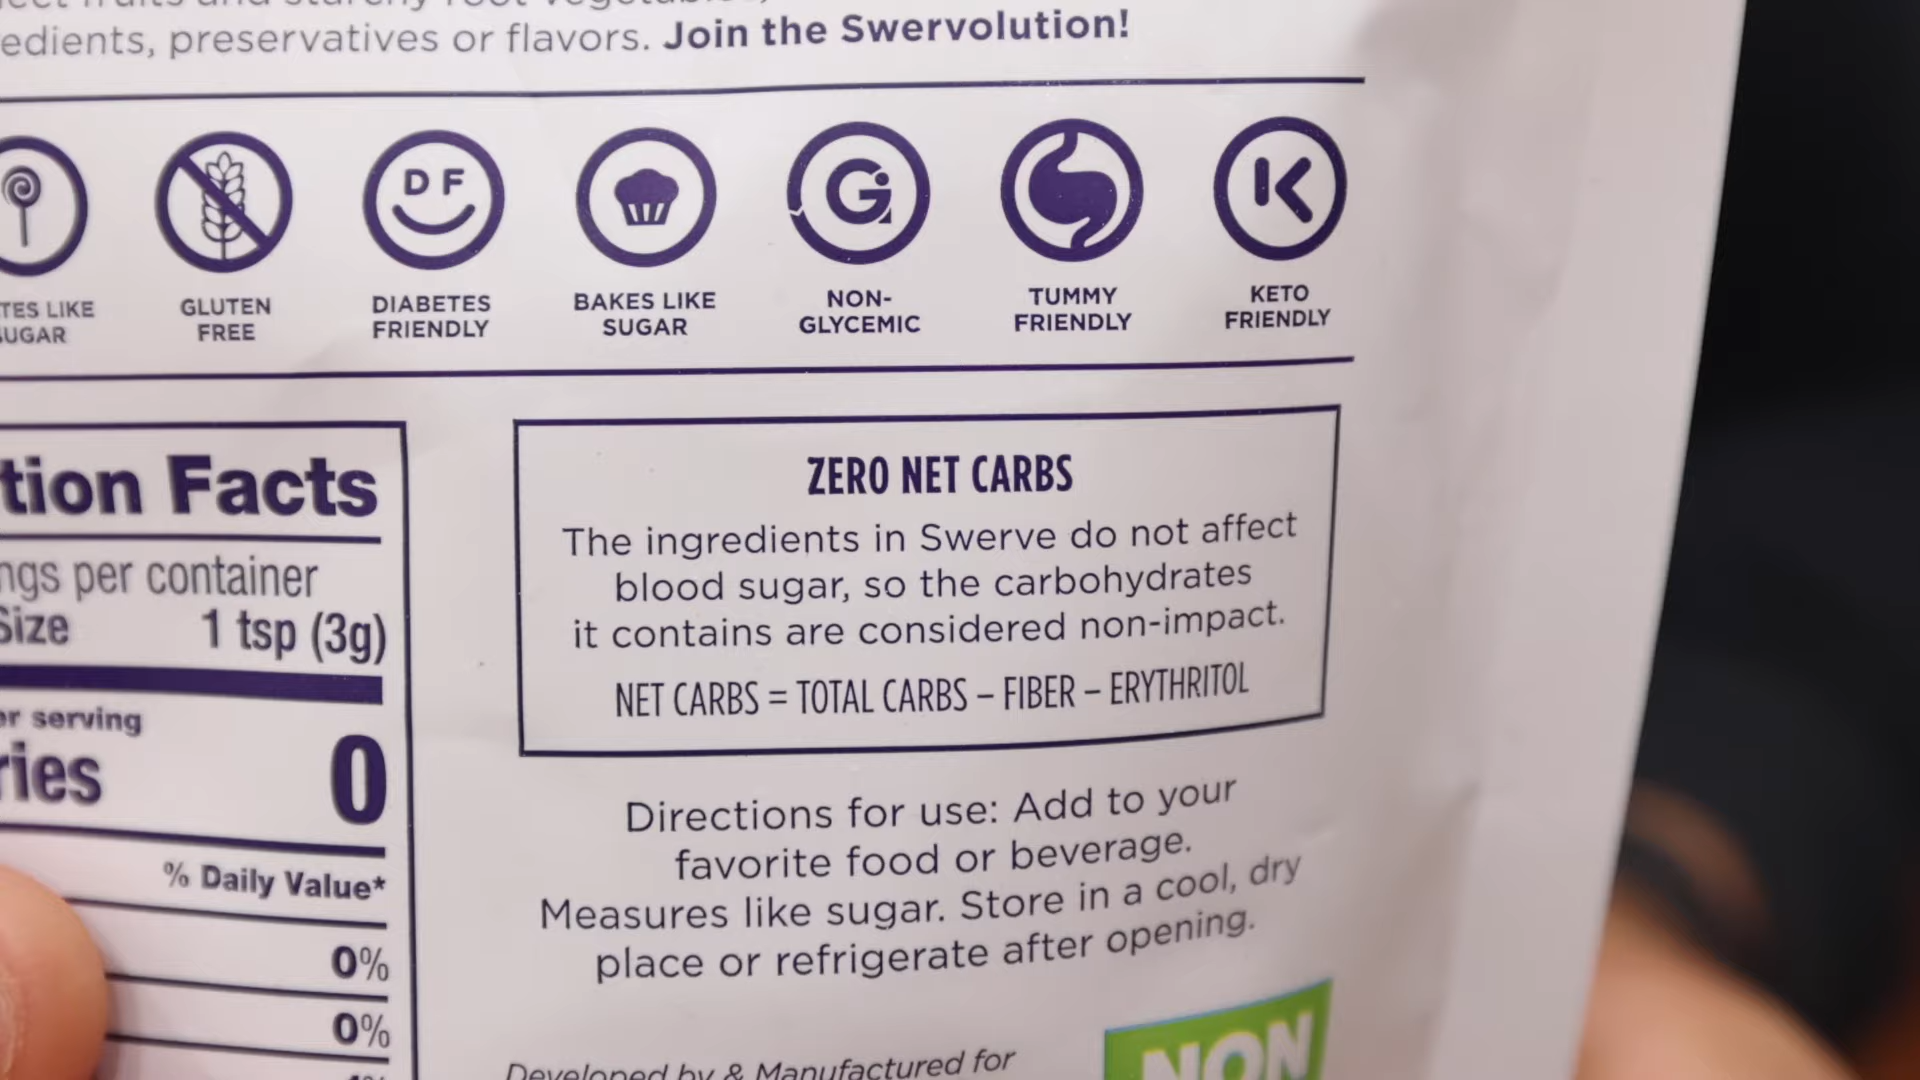 edients, preservatives or flavors. Join the Swervolution!
D F
G
K
LIKE
GLUTEN
FREE
DIABETES
FRIENDLY
BAKES LIKE
SUGAR
NON-
GLYCEMIC
TUMMY
FRIENDLY
KETO
FRIENDLY
tion Facts
ngs per container
Size 1 tsp (3g)
er serving
ries 0
% Daily Value*
0%
0%
ZERO NET CARBS
The ingredients in Swerve do not affect
blood sugar, so the carbohydrates
it contains are considered non-impact.
NET CARBS = TOTAL CARBS – FIBER – ERYTHRITOL
Directions for use: Add to your
favorite food or beverage.
Measures like sugar. Store in a cool, dry
place or refrigerate after opening.
Developed by & Manufactured for
NON